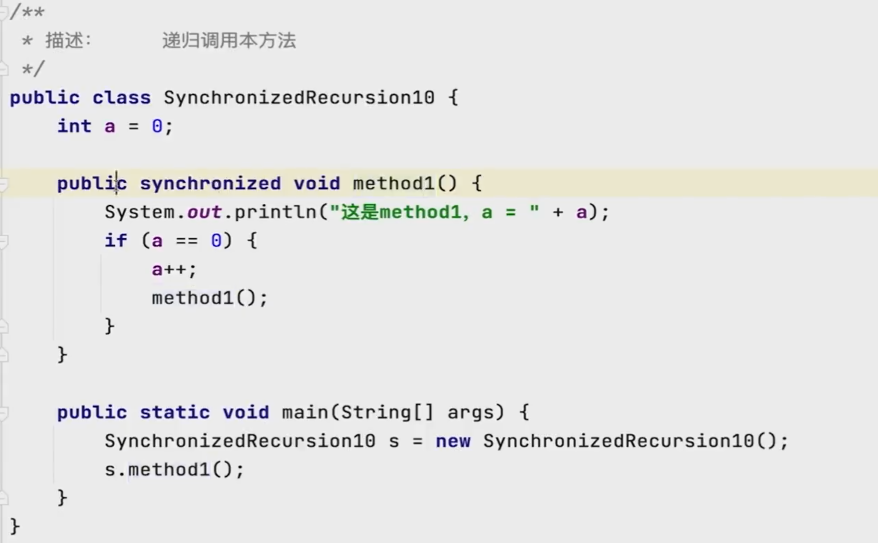 /**
 * 描述：      递归调用本方法
 */
public class SynchronizedRecursion10 {
    int a = 0;
    public synchronized void method1() {
        System.out.println("这是method1, a = " + a);
        if (a == 0) {
            a++;
            method1();
        }
    }
    public static void main(String[] args) {
        SynchronizedRecursion10 s = new SynchronizedRecursion10();
        s.method1();
    }
}